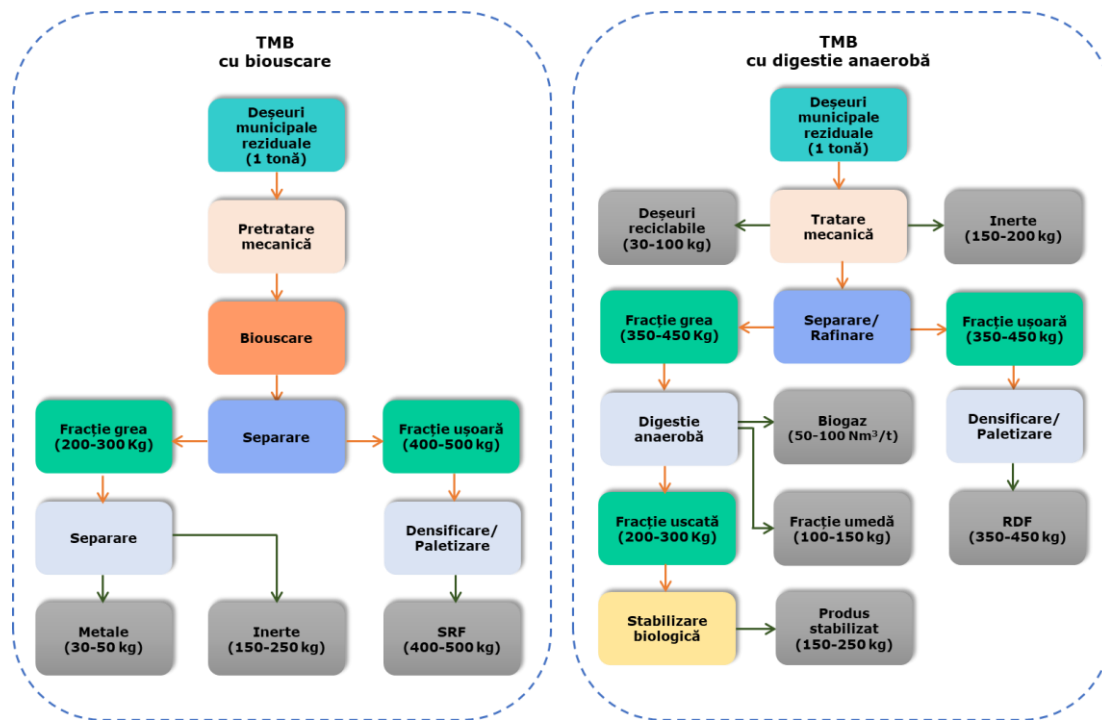 TMB
cu biouscare
Deșeuri
municipale
reziduale
(1 tonă)
Pretratare
mecanică
Biouscare
Fracție grea
(200-300 Kg)
Separare
Fracție ușoară
(400-500 kg)
Separare
Densificare/
Paletizare
Metale
(30-50 kg)
Inerte
(150-250 kg)
SRF
(400-500 kg)
TMB
cu digestie anaerobă
Deșeuri
municipale
reziduale
(1 tonă)
Deșeuri
reciclabile
(30-100 kg)
Tratare
mecanică
Inerte
(150-200 kg)
Fracție grea
(350-450 Kg)
Separare/
Rafinare
Fracție ușoară
(350-450 kg)
Digestie
anaerobă
Biogaz
(50-100 Nm³/t)
Densificare/
Paletizare
Fracție uscată
(200-300 Kg)
Fracție umedă
(100-150 kg)
RDF
(350-450 kg)
Stabilizare
biologică
Produs
stabilizat
(150-250 kg)